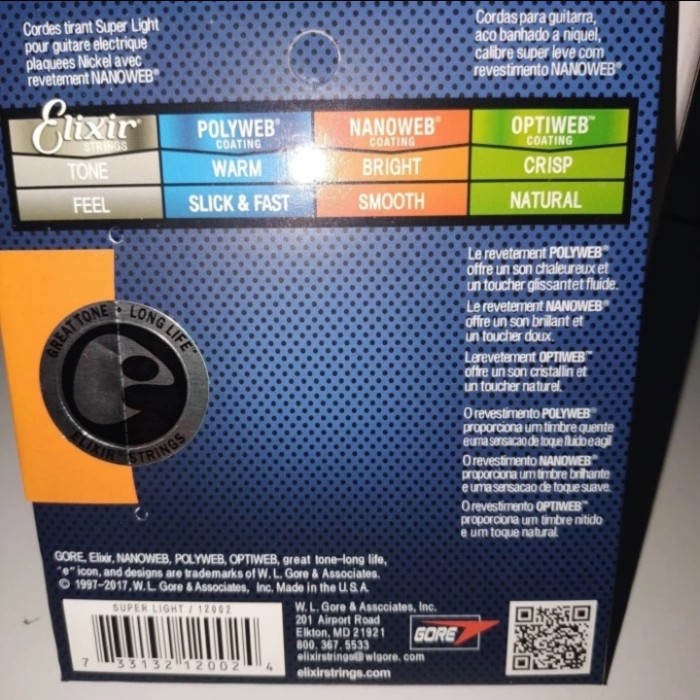 Cordes tirant Super Light
pour guitare electrique
plaquees Nickel avec
revetement NANOWEB®
Cordas para guitarra,
aco banhado a niquel,
calibre super leve com
revestimento NANOWEB®
Elixir® STRINGS
POLYWEB® COATING
NANOWEB® COATING
OPTIWEB™ COATING
TONE WARM BRIGHT CRISP
FEEL SLICK & FAST SMOOTH NATURAL
Le revetement POLYWEB®
offre un son chaleureux et
un toucher glissant et fluide.
Le revetement NANOWEB®
offre un son brilant et
un toucher doux.
Le revetement OPTIWEB™
offre un son cristallin et
un toucher naturel.
O revestimento POLYWEB®
proporciona um timbre quente
e uma sensacao de toque fluido e agil
O revestimento NANOWEB®
proporciona um timbre brilhante
e uma sensacao de toque suave.
O revestimento OPTIWEB™
proporciona um timbre nitido
e um toque natural.
GREAT TONE • LONG LIFE™
ELIXIR® STRINGS
GORE, Elixir, NANOWEB, POLYWEB, OPTIWEB, great tone-long life,
"e" icon, and designs are trademarks of W. L. Gore & Associates.
© 1997-2017, W. L. Gore & Associates, Inc. Made in the U.S.A.
SUPER LIGHT / 12002
7 33132 12002 4
W. L. Gore & Associates, Inc.
201 Airport Road
Elkton, MD 21921
800. 367. 5533
elixirstrings@wlgore.com
elixirstrings.com
GORE